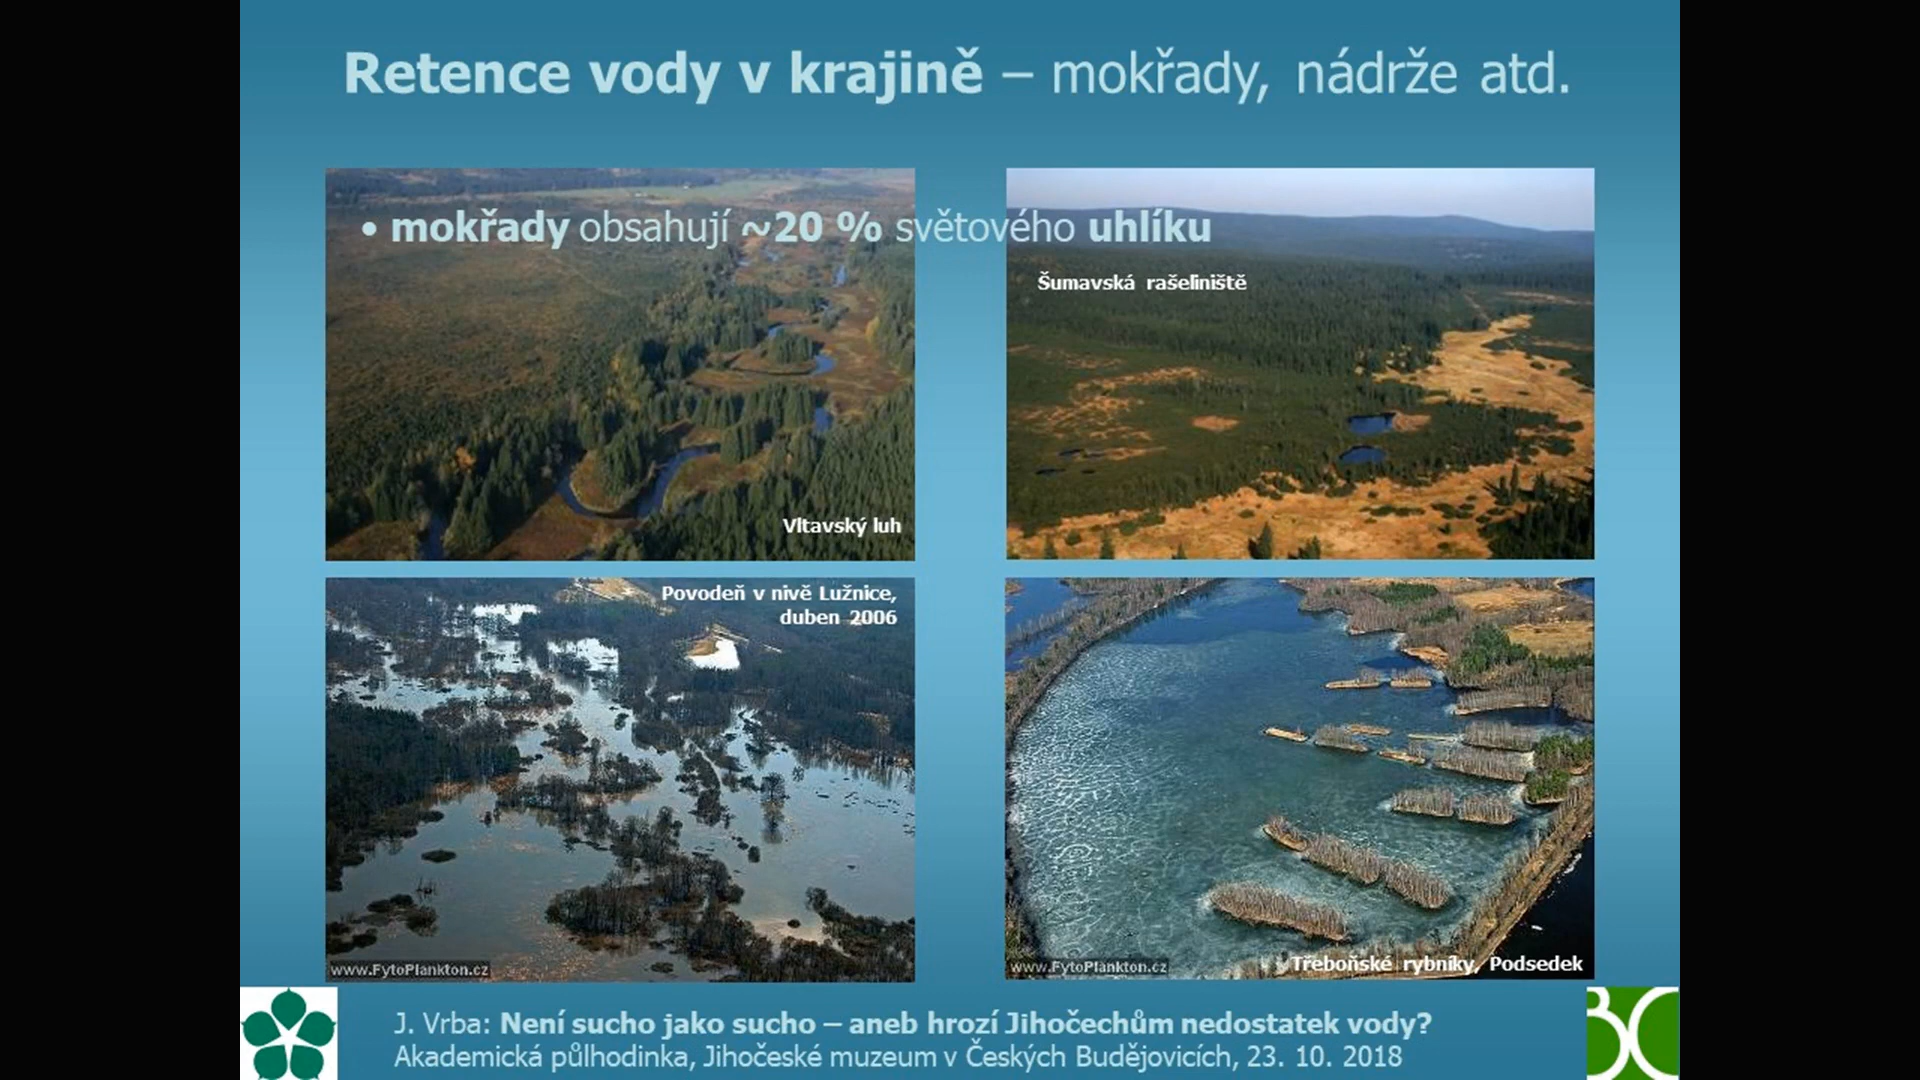 Retence vody v krajině – mokřady, nádrže atd.
• mokřady obsahují ~20 % světového uhlíku
Šumavská rašeliniště
Vltavský luh
Povodeň v nivě Lužnice,
duben 2006
www.FytoPlankton.cz
www.FytoPlankton.cz
Třeboňské rybníky, Podsedek
J. Vrba: Není sucho jako sucho – aneb hrozí Jihočechům nedostatek vody?
Akademická půlhodinka, Jihočeské muzeum v Českých Budějovicích, 23. 10. 2018